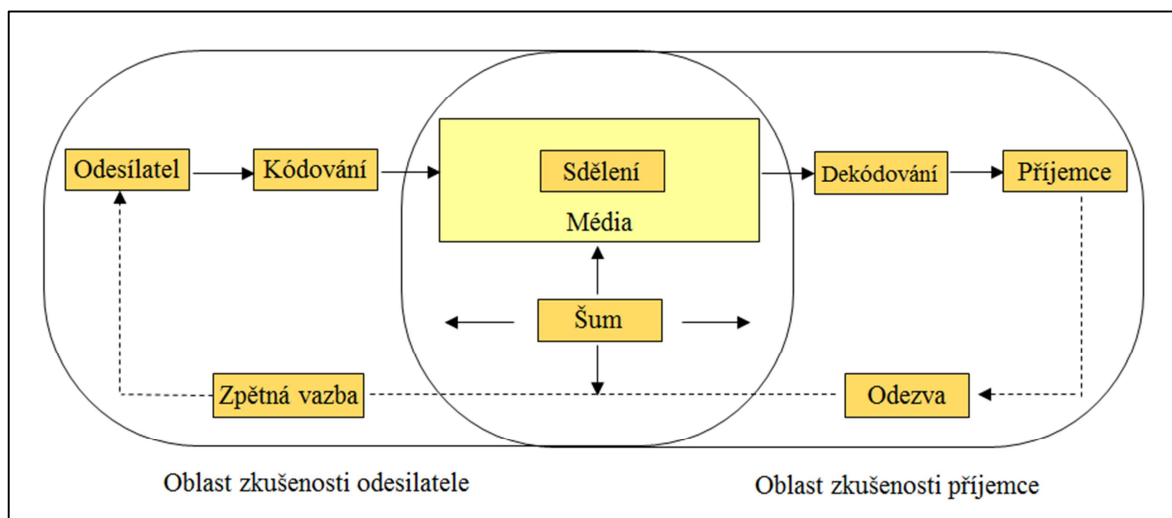 Odesílatel
Kódování
Sdělení
Média
Dekódování
Příjemce
Šum
Zpětná vazba
Odezva
Oblast zkušenosti odesilatele
Oblast zkušenosti příjemce